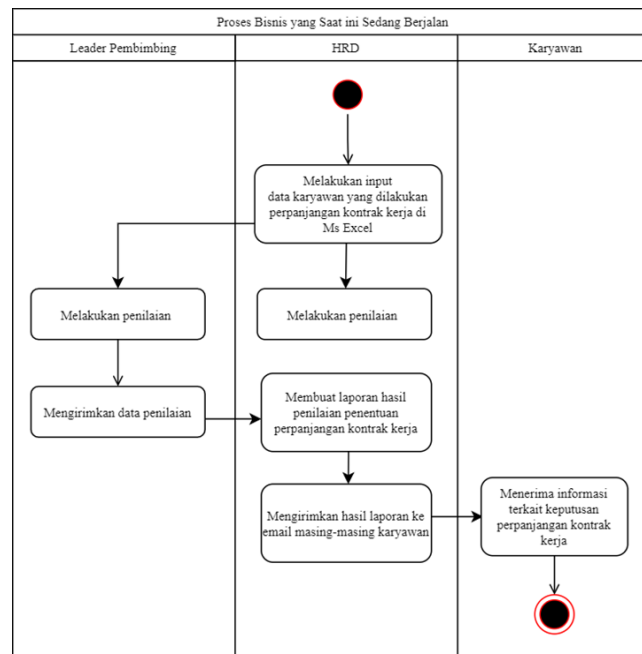 Proses Bisnis yang Saat ini Sedang Berjalan
Leader Pembimbing
HRD
Karyawan
Melakukan input
data karyawan yang dilakukan
perpanjangan kontrak kerja di
Ms Excel
Melakukan penilaian
Melakukan penilaian
Mengirimkan data penilaian
Membuat laporan hasil
penilaian penentuan
perpanjangan kontrak kerja
Mengirimkan hasil laporan ke
email masing-masing karyawan
Menerima informasi
terkait keputusan
perpanjangan kontrak
kerja